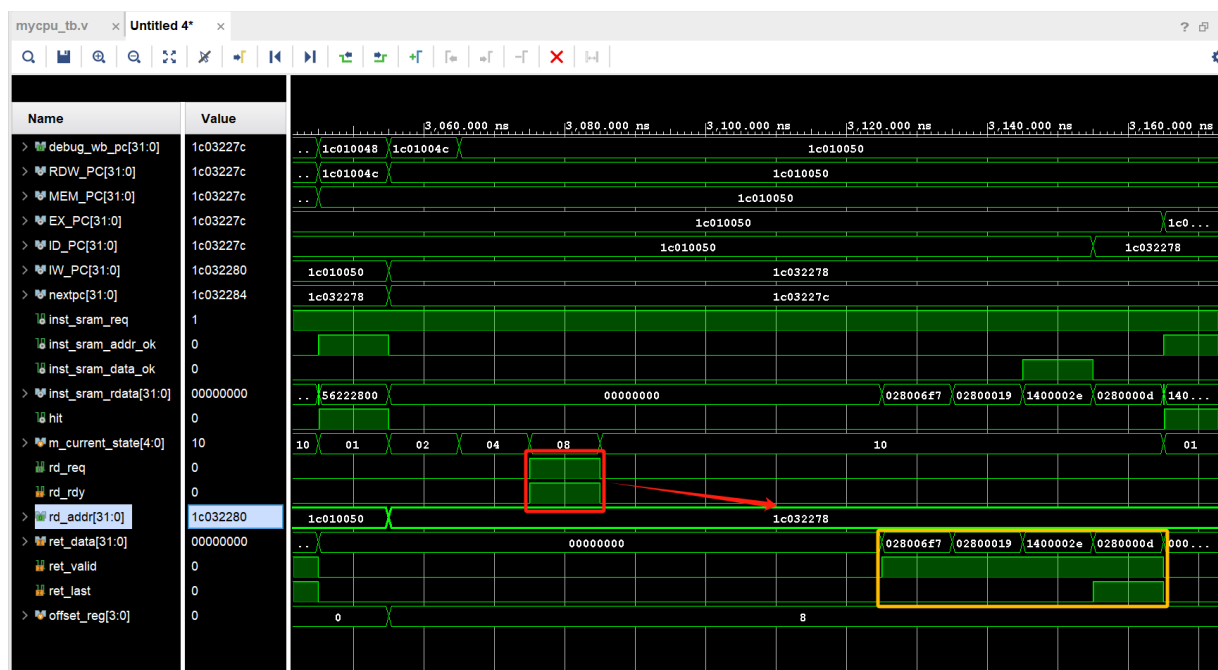 mycpu_tb.v × Untitled 4* × ?
Name Value
3,060.000 ns 3,080.000 ns 3,100.000 ns 3,120.000 ns 3,140.000 ns 3,160.000 ns
debug_wb_pc[31:0] 1c03227c .. 1c010048 1c01004c 1c010050
RDW_PC[31:0] 1c03227c .. 1c01004c 1c010050
MEM_PC[31:0] 1c03227c .. 1c010050
EX_PC[31:0] 1c03227c 1c010050 1c0...
ID_PC[31:0] 1c03227c 1c010050 1c032278
IW_PC[31:0] 1c032280 1c010050 1c032278
nextpc[31:0] 1c032284 1c032278 1c03227c
inst_sram_req 1
inst_sram_addr_ok 0
inst_sram_data_ok 0
inst_sram_rdata[31:0] 00000000 .. 56222800 00000000 028006f7 02800019 1400002e 0280000d 140...
hit 0
m_current_state[4:0] 10 10 01 02 04 08 10 01
rd_req 0
rd_rdy 0
rd_addr[31:0] 1c032280 1c010050 1c032278
ret_data[31:0] 00000000 .. 00000000 028006f7 02800019 1400002e 0280000d 000...
ret_valid 0
ret_last 0
offset_reg[3:0] 0 0 8